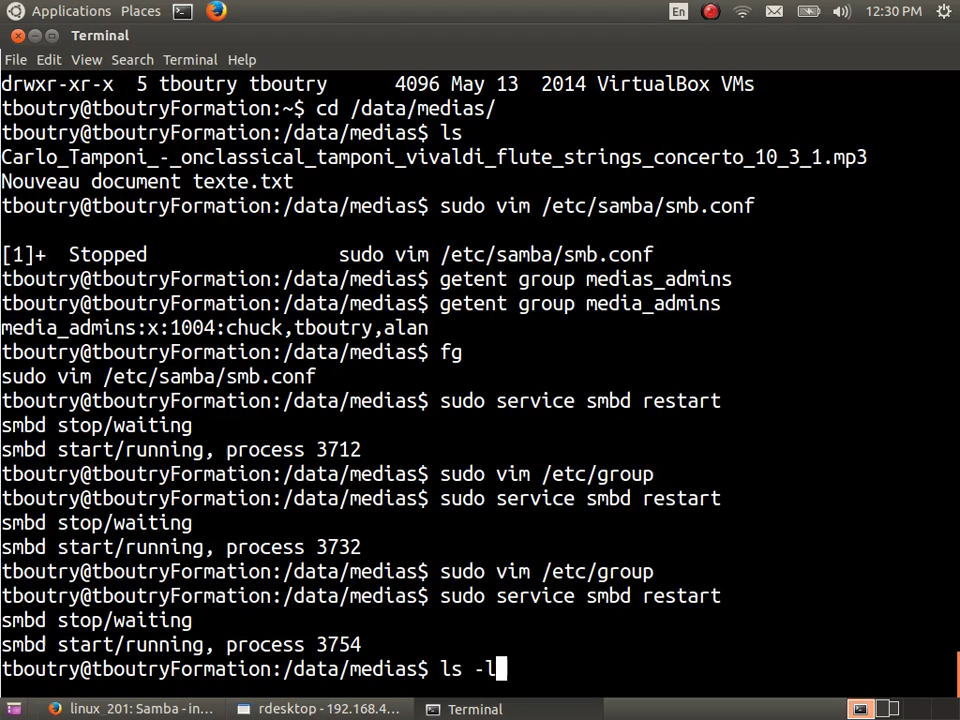 Applications Places En 12:30 PM
Terminal
File Edit View Search Terminal Help
drwxr-xr-x 5 tboutry tboutry 4096 May 13 2014 VirtualBox VMs
tboutry@tboutryFormation:~$ cd /data/medias/
tboutry@tboutryFormation:/data/medias$ ls
Carlo_Tamponi_-_onclassical_tamponi_vivaldi_flute_strings_concerto_10_3_1.mp3
Nouveau document texte.txt
tboutry@tboutryFormation:/data/medias$ sudo vim /etc/samba/smb.conf
[1]+ Stopped sudo vim /etc/samba/smb.conf
tboutry@tboutryFormation:/data/medias$ getent group medias_admins
tboutry@tboutryFormation:/data/medias$ getent group media_admins
media_admins:x:1004:chuck,tboutry,alan
tboutry@tboutryFormation:/data/medias$ fg
sudo vim /etc/samba/smb.conf
tboutry@tboutryFormation:/data/medias$ sudo service smbd restart
smbd stop/waiting
smbd start/running, process 3712
tboutry@tboutryFormation:/data/medias$ sudo vim /etc/group
tboutry@tboutryFormation:/data/medias$ sudo service smbd restart
smbd stop/waiting
smbd start/running, process 3732
tboutry@tboutryFormation:/data/medias$ sudo vim /etc/group
tboutry@tboutryFormation:/data/medias$ sudo service smbd restart
smbd stop/waiting
smbd start/running, process 3754
tboutry@tboutryFormation:/data/medias$ ls -l
linux_201: Samba - in... rdesktop - 192.168.4... Terminal